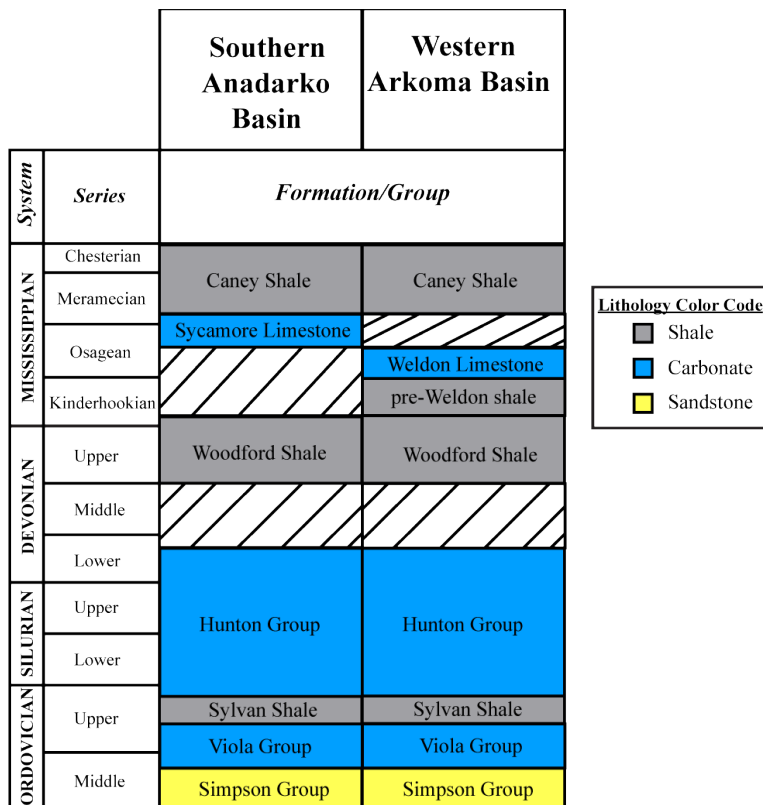 Southern
Anadarko
Basin
Western
Arkoma Basin
System
Series
Formation/Group
MISSISSIPPIAN
Chesterian
Caney Shale
Caney Shale
Meramecian
Sycamore Limestone
Osagean
Weldon Limestone
Kinderhookian
pre-Weldon shale
DEVONIAN
Upper
Woodford Shale
Woodford Shale
Middle
Lower
SILURIAN
Upper
Hunton Group
Hunton Group
Lower
ORDOVICIAN
Upper
Sylvan Shale
Sylvan Shale
Viola Group
Viola Group
Middle
Simpson Group
Simpson Group
Lithology Color Code
Shale
Carbonate
Sandstone